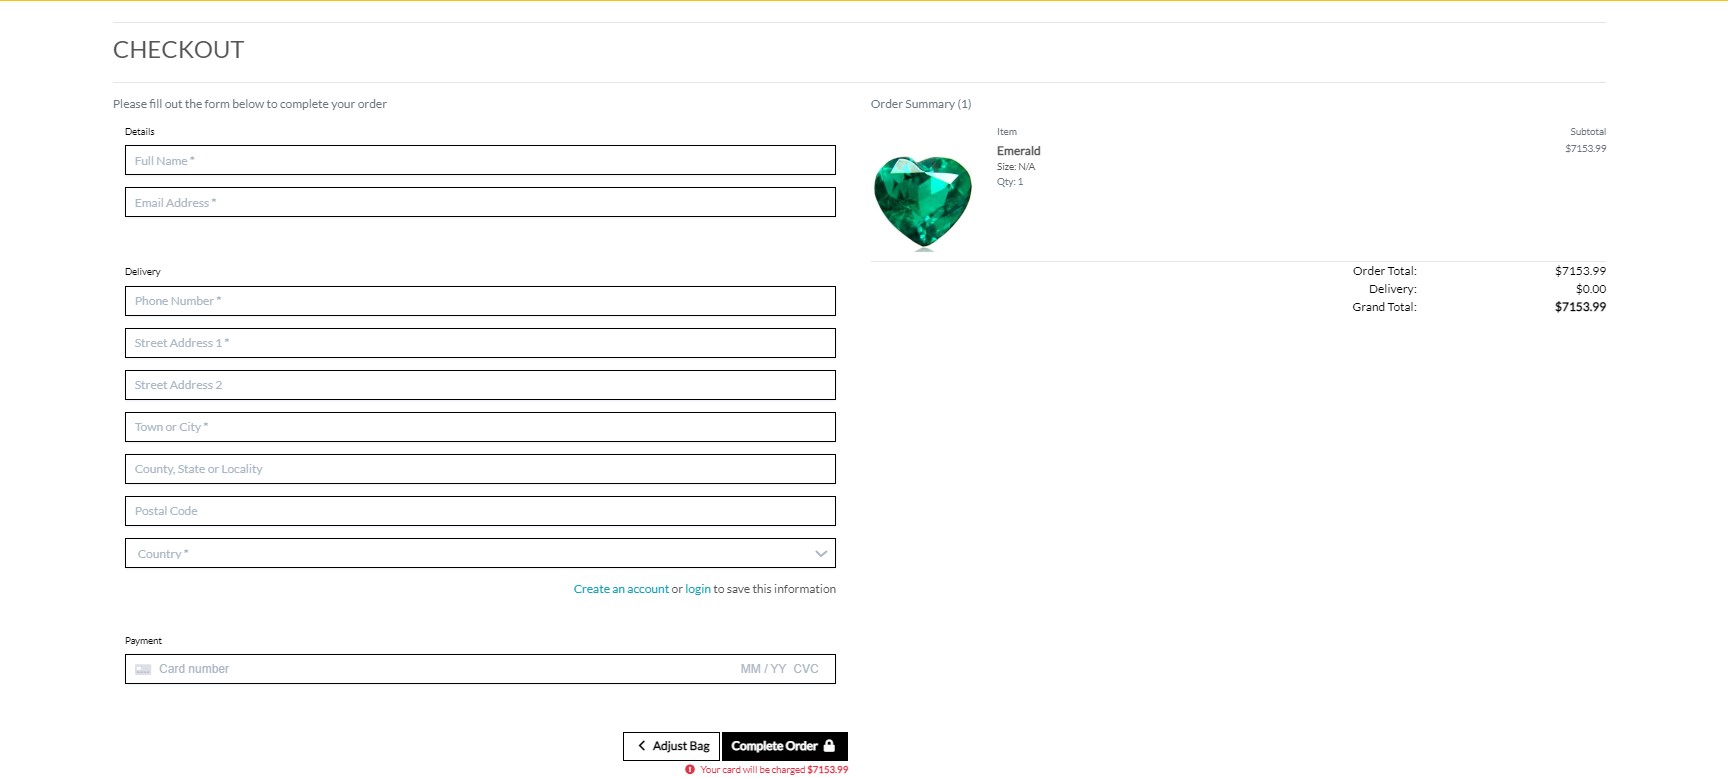 CHECKOUT
Please fill out the form below to complete your order
Details
Full Name *
Email Address *
Delivery
Phone Number *
Street Address 1 *
Street Address 2
Town or City *
County, State or Locality
Postal Code
Country *
Create an account or login to save this information
Payment
Card number MM / YY CVC
Adjust Bag
Complete Order
Your card will be charged $7153.99
Order Summary (1)
Item Subtotal
Emerald $7153.99
Size: N/A
Qty: 1
Order Total: $7153.99
Delivery: $0.00
Grand Total: $7153.99